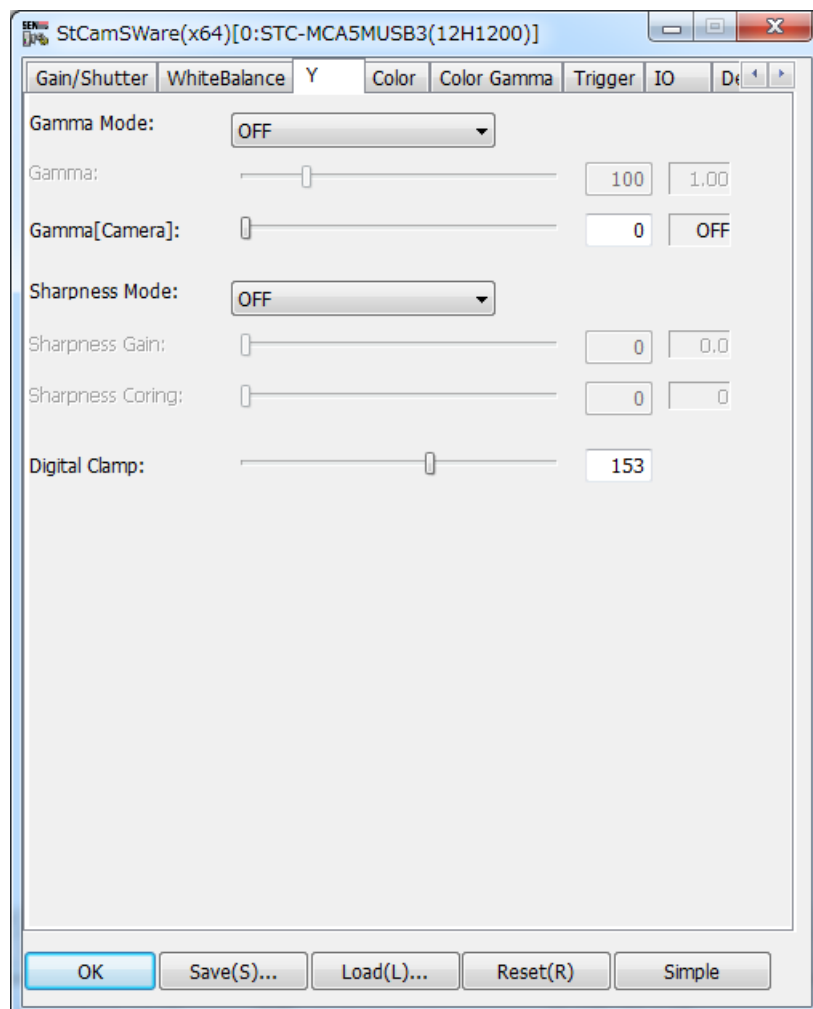 SEN
StCamSWare(x64)[0:STC-MCA5MUSB3(12H1200)]
Gain/Shutter WhiteBalance Y Color Color Gamma Trigger IO De
Gamma Mode: OFF
Gamma: 100 1.00
Gamma[Camera]: 0 OFF
Sharpness Mode: OFF
Sharpness Gain: 0 0.0
Sharpness Coring: 0 0
Digital Clamp: 153
OK Save(S)... Load(L)... Reset(R) Simple